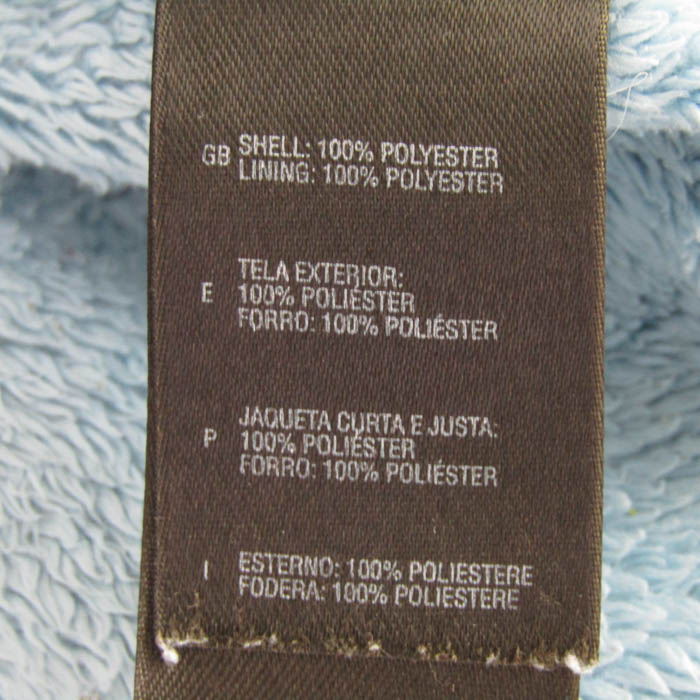 GB SHELL: 100% POLYESTER
LINING: 100% POLYESTER
TELA EXTERIOR:
E 100% POLIÉSTER
FORRO: 100% POLIÉSTER
JAQUETA CURTA E JUSTA:
P 100% POLIÉSTER
FORRO: 100% POLIÉSTER
I ESTERNO: 100% POLIESTERE
FODERA: 100% POLIESTERE